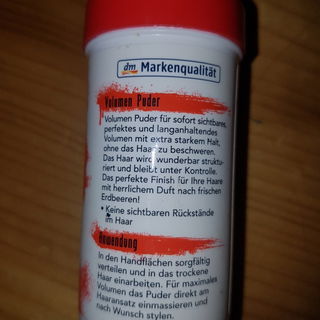 dm Markenqualität
Volumen Puder
Volumen Puder für sofort sichtbares,
perfektes und langanhaltendes
Volumen mit extra starkem Halt,
ohne das Haar zu beschweren.
Das Haar wird wunderbar struktu-
riert und bleibt unter Kontrolle.
Das perfekte Finish für Ihre Haare
mit herrlichem Duft nach frischen
Erdbeeren!
• Keine sichtbaren Rückstände
im Haar
Anwendung
In den Handflächen sorgfältig
verteilen und in das trockene
Haar einarbeiten. Für maximales
Volumen das Puder direkt am
Haaransatz einmassieren und
nach Wunsch stylen.